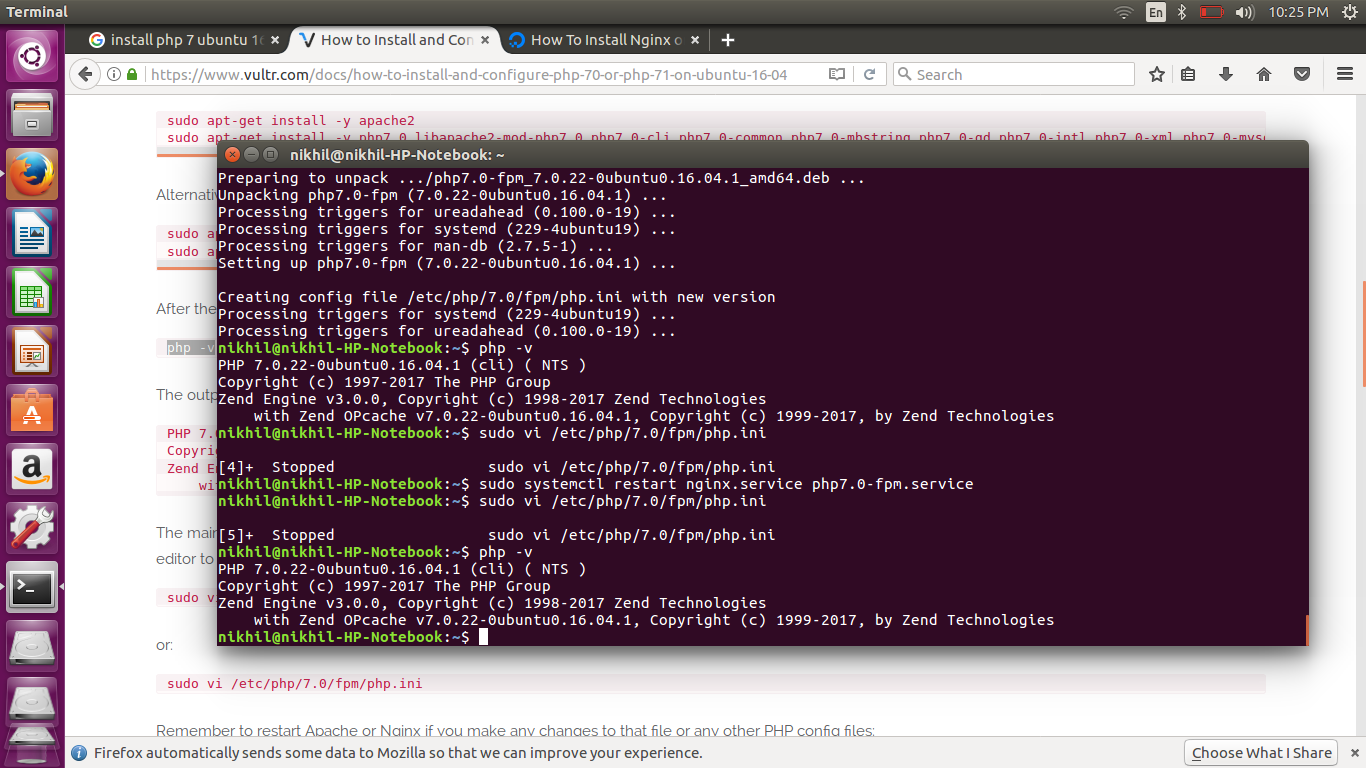 Terminal
En
10:25 PM
install php 7 ubuntu 1
How to Install and Con
How To Install Nginx o
https://www.vultr.com/docs/how-to-install-and-configure-php-70-or-php-71-on-ubuntu-16-04
Search
sudo apt-get install -y apache2
sudo apt-get install -y php7.0 libapache2-mod-php7.0 php7.0-cli php7.0-common php7.0-mbstring php7.0-gd php7.0-intl php7.0-xml php7.0-mysq
nikhil@nikhil-HP-Notebook: ~
Preparing to unpack .../php7.0-fpm_7.0.22-0ubuntu0.16.04.1_amd64.deb ...
Unpacking php7.0-fpm (7.0.22-0ubuntu0.16.04.1) ...
Processing triggers for ureadahead (0.100.0-19) ...
Processing triggers for systemd (229-4ubuntu19) ...
Processing triggers for man-db (2.7.5-1) ...
Setting up php7.0-fpm (7.0.22-0ubuntu0.16.04.1) ...
Creating config file /etc/php/7.0/fpm/php.ini with new version
Processing triggers for systemd (229-4ubuntu19) ...
Processing triggers for ureadahead (0.100.0-19) ...
nikhil@nikhil-HP-Notebook:~$ php -v
PHP 7.0.22-0ubuntu0.16.04.1 (cli) ( NTS )
Copyright (c) 1997-2017 The PHP Group
Zend Engine v3.0.0, Copyright (c) 1998-2017 Zend Technologies
with Zend OPcache v7.0.22-0ubuntu0.16.04.1, Copyright (c) 1999-2017, by Zend Technologies
nikhil@nikhil-HP-Notebook:~$ sudo vi /etc/php/7.0/fpm/php.ini
[4]+  Stopped                 sudo vi /etc/php/7.0/fpm/php.ini
nikhil@nikhil-HP-Notebook:~$ sudo systemctl restart nginx.service php7.0-fpm.service
nikhil@nikhil-HP-Notebook:~$ sudo vi /etc/php/7.0/fpm/php.ini
[5]+  Stopped                 sudo vi /etc/php/7.0/fpm/php.ini
nikhil@nikhil-HP-Notebook:~$ php -v
PHP 7.0.22-0ubuntu0.16.04.1 (cli) ( NTS )
Copyright (c) 1997-2017 The PHP Group
Zend Engine v3.0.0, Copyright (c) 1998-2017 Zend Technologies
with Zend OPcache v7.0.22-0ubuntu0.16.04.1, Copyright (c) 1999-2017, by Zend Technologies
nikhil@nikhil-HP-Notebook:~$
Alternativ
sudo ap
sudo ap
After the
php -v
The outp
PHP 7.
Copyri
Zend E
wi
The main
editor to
sudo v
or:
sudo vi /etc/php/7.0/fpm/php.ini
Remember to restart Apache or Nginx if you make any changes to that file or any other PHP config files:
Firefox automatically sends some data to Mozilla so that we can improve your experience.
Choose What I Share